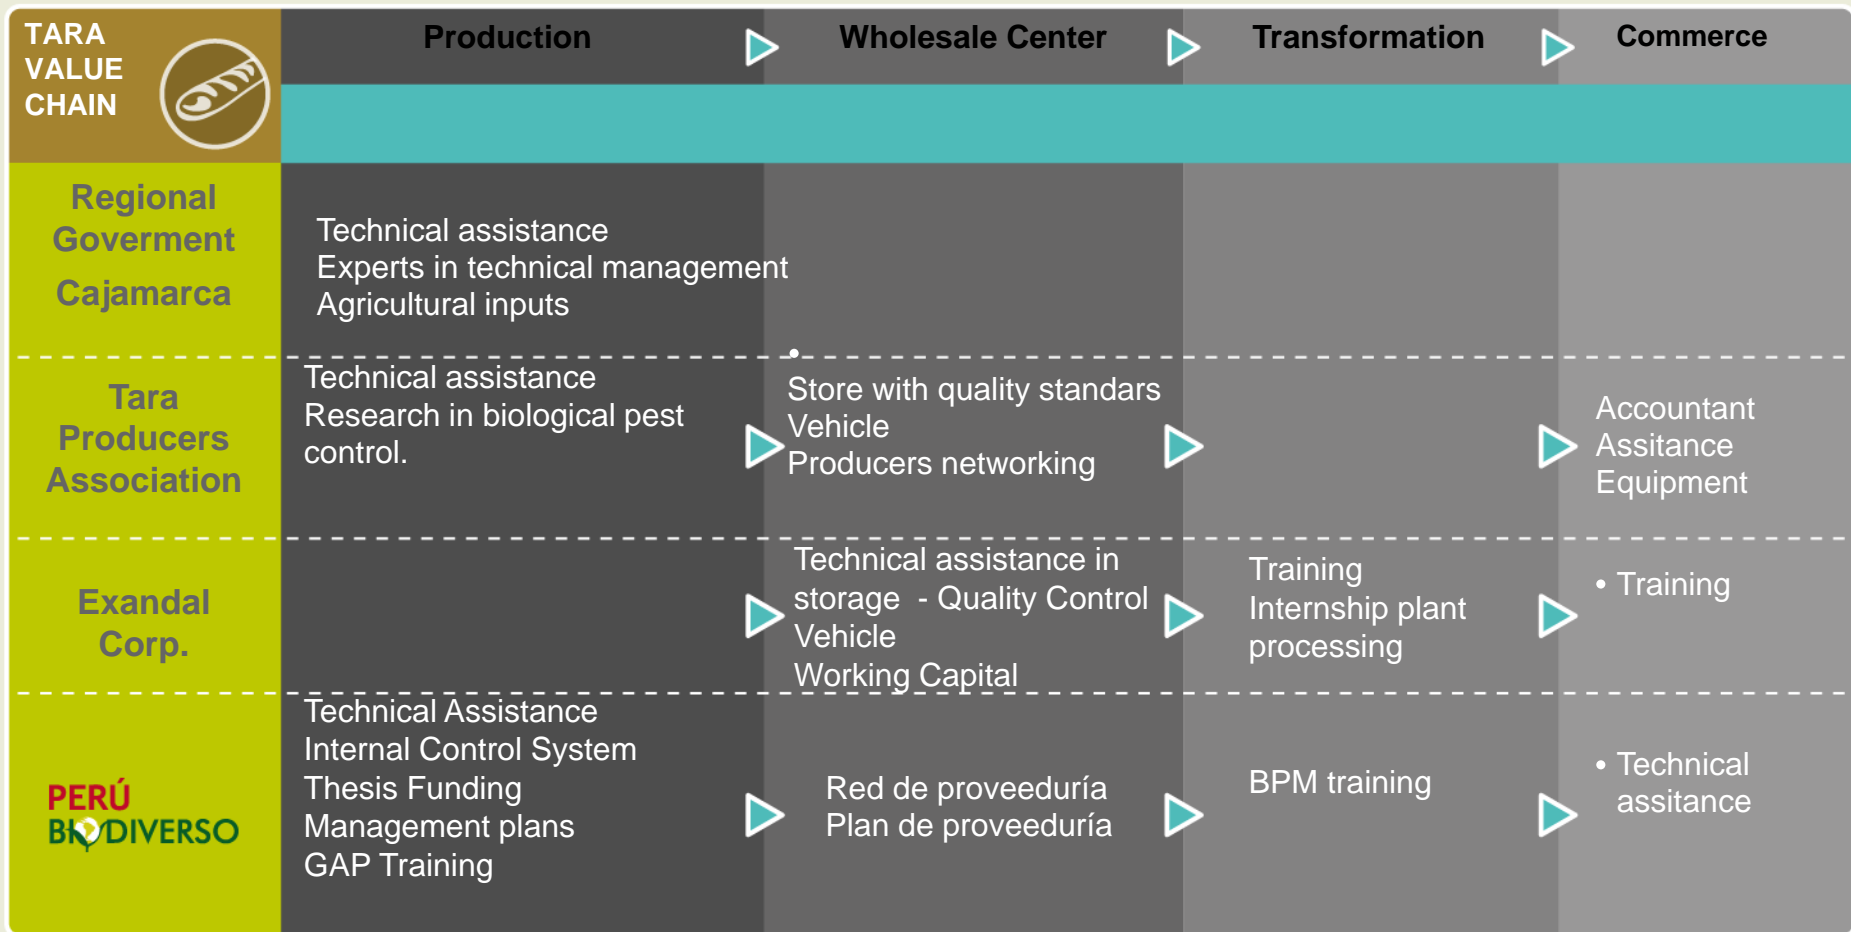 TARA
VALUE
CHAIN
Production
Wholesale Center
Transformation
Commerce
Regional
Goverment
Cajamarca
Technical assistance
Experts in technical management
Agricultural inputs
•
Tara
Producers
Association
Technical assistance
Research in biological pest
control.
Store with quality standars
Vehicle
Producers networking
Accountant
Assitance
Equipment
Exandal
Corp.
Technical assistance in
storage - Quality Control
Vehicle
Working Capital
Training
Internship plant
processing
• Training
PERÚ
BIODIVERSO
Technical Assistance
Internal Control System
Thesis Funding
Management plans
GAP Training
Red de proveeduría
Plan de proveeduría
BPM training
• Technical
assitance